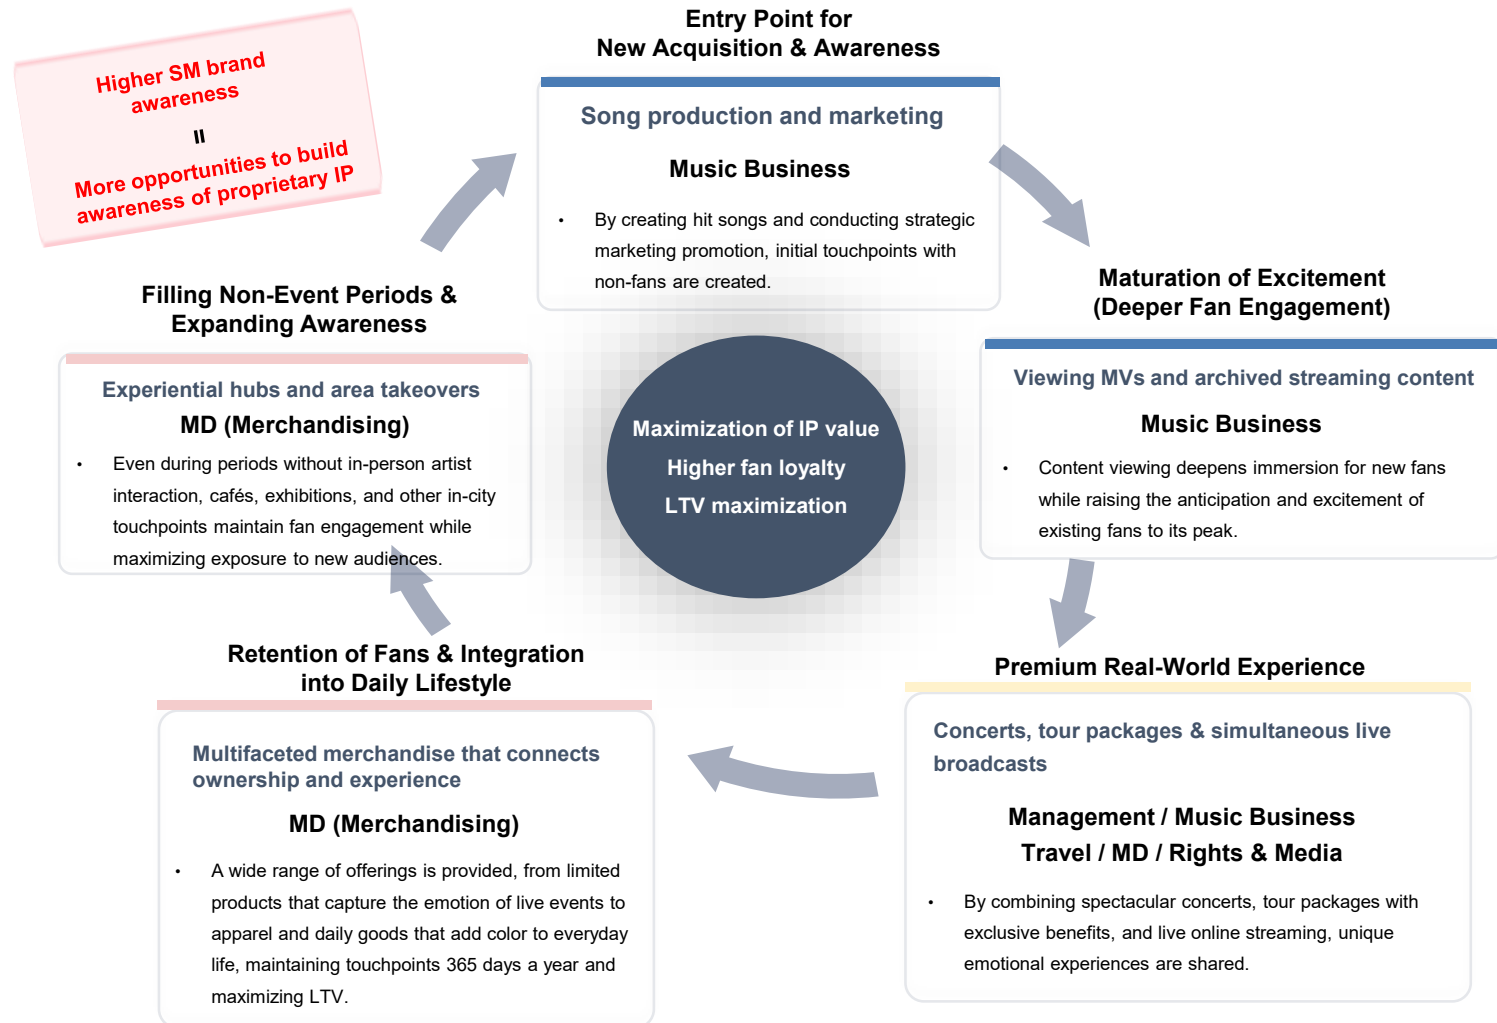 Entry Point for
New Acquisition & Awareness
Higher SM brand
awareness
=
More opportunities to build
awareness of proprietary IP
Song production and marketing
Music Business
• By creating hit songs and conducting strategic
marketing promotion, initial touchpoints with
non-fans are created.
Maturation of Excitement
(Deeper Fan Engagement)
Viewing MVs and archived streaming content
Music Business
• Content viewing deepens immersion for new fans
while raising the anticipation and excitement of
existing fans to its peak.
Premium Real-World Experience
Concerts, tour packages & simultaneous live
broadcasts
Management / Music Business
Travel / MD / Rights & Media
• By combining spectacular concerts, tour packages with
exclusive benefits, and live online streaming, unique
emotional experiences are shared.
Retention of Fans & Integration
into Daily Lifestyle
Multifaceted merchandise that connects
ownership and experience
MD (Merchandising)
• A wide range of offerings is provided, from limited
products that capture the emotion of live events to
apparel and daily goods that add color to everyday
life, maintaining touchpoints 365 days a year and
maximizing LTV.
Filling Non-Event Periods &
Expanding Awareness
Experiential hubs and area takeovers
MD (Merchandising)
• Even during periods without in-person artist
interaction, cafés, exhibitions, and other in-city
touchpoints maintain fan engagement while
maximizing exposure to new audiences.
Maximization of IP value
Higher fan loyalty
LTV maximization